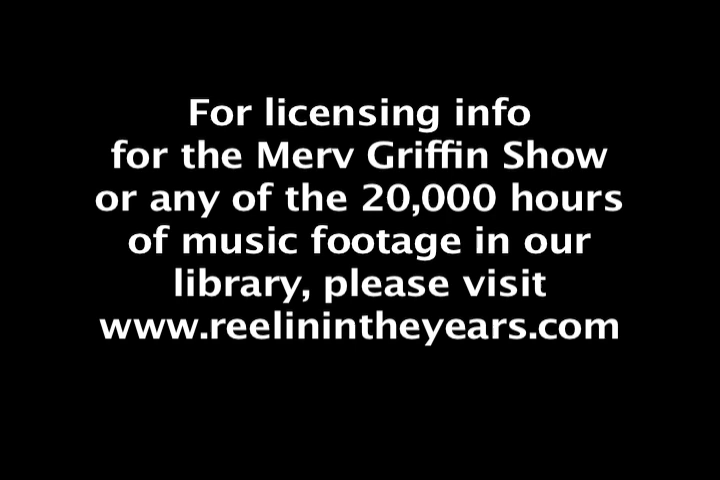 For licensing info
for the Merv Griffin Show
or any of the 20,000 hours
of music footage in our
library, please visit
www.reelinintheyears.com